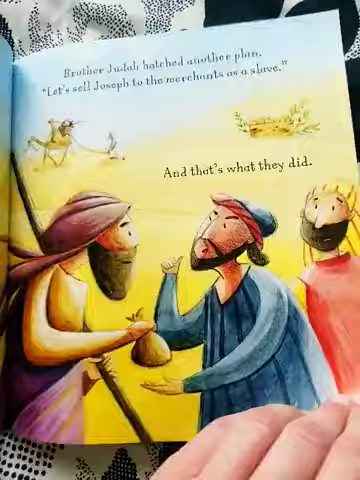 Brother Judah hatched another plan.
"Let's sell Joseph to the merchants as a slave."
And that's what they did.